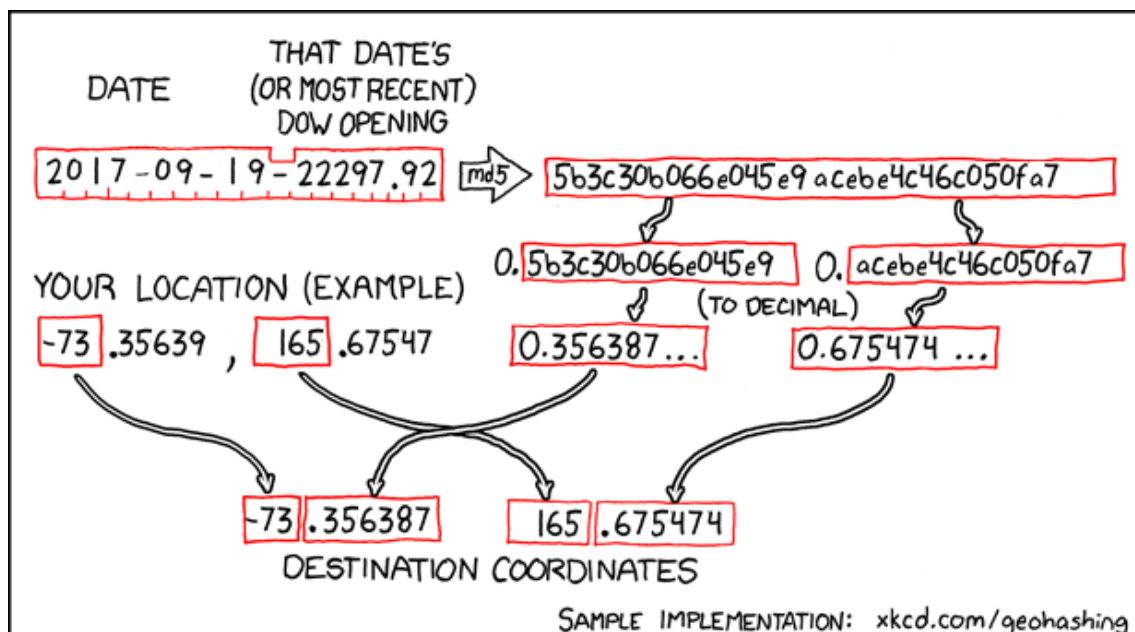 DATE
THAT DATE'S
(OR MOST RECENT)
DOW OPENING
2017-09-19-22297.92
md5
5b3c30b066e045e9acebe4c46c050fa7
0.5b3c30b066e045e9
0.acebe4c46c050fa7
(TO DECIMAL)
YOUR LOCATION (EXAMPLE)
-73.35639, 165.67547
0.356387...
0.675474...
-73.356387
165.675474
DESTINATION COORDINATES
SAMPLE IMPLEMENTATION: xkcd.com/geohashing